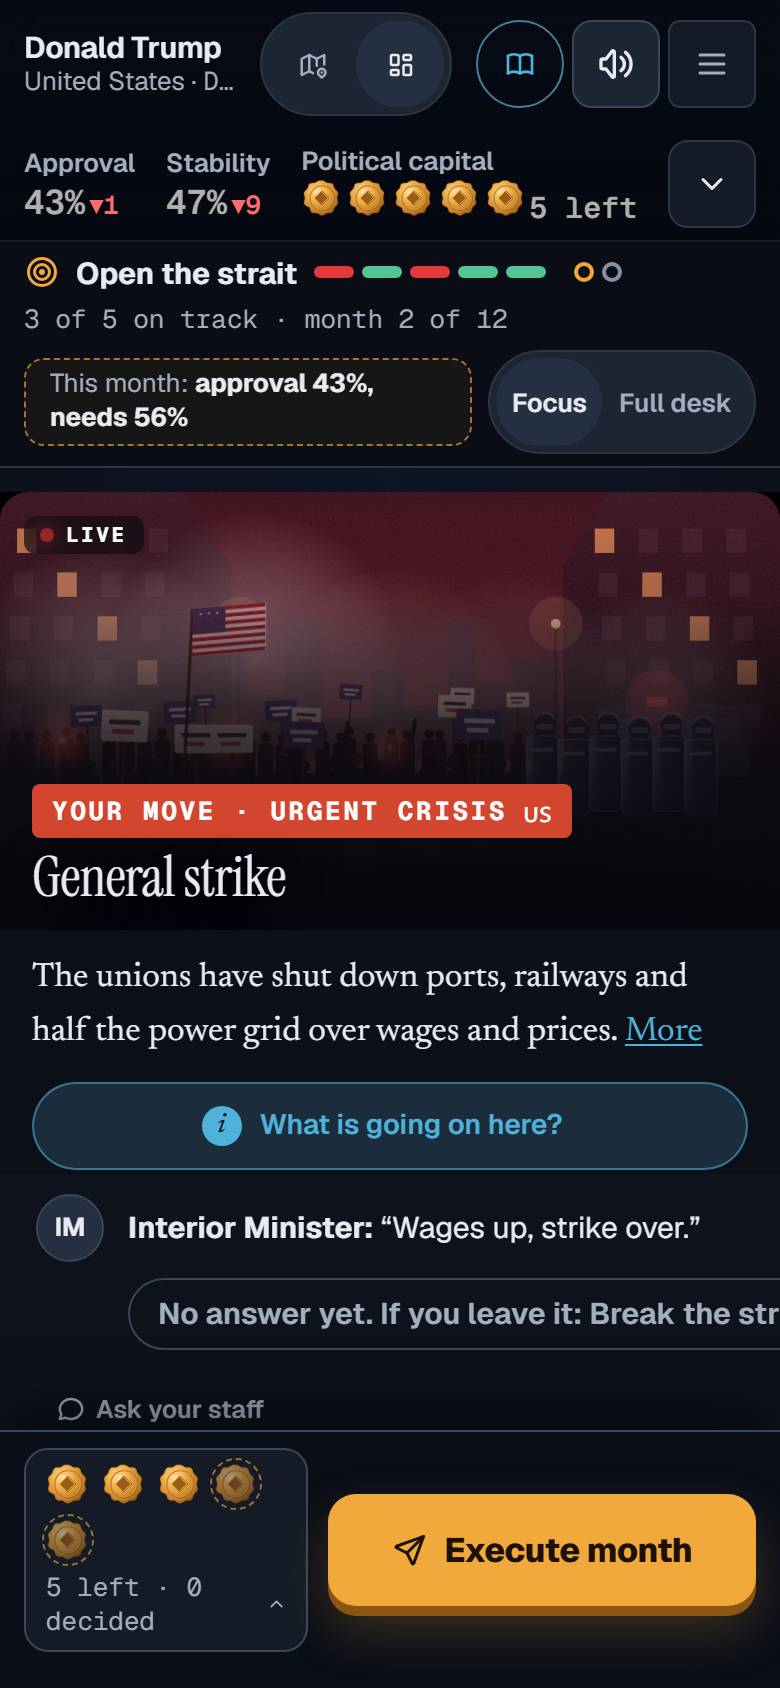 Donald Trump
United States · D...
Approval
43%▼1
Stability
47%▼9
Political capital
5 left
Open the strait
3 of 5 on track · month 2 of 12
This month: approval 43%,
needs 56%
Focus
Full desk
LIVE
YOUR MOVE · URGENT CRISIS US
General strike
The unions have shut down ports, railways and
half the power grid over wages and prices. More
i What is going on here?
IM
Interior Minister: “Wages up, strike over.”
No answer yet. If you leave it: Break the str
Ask your staff
5 left · 0
decided
Execute month